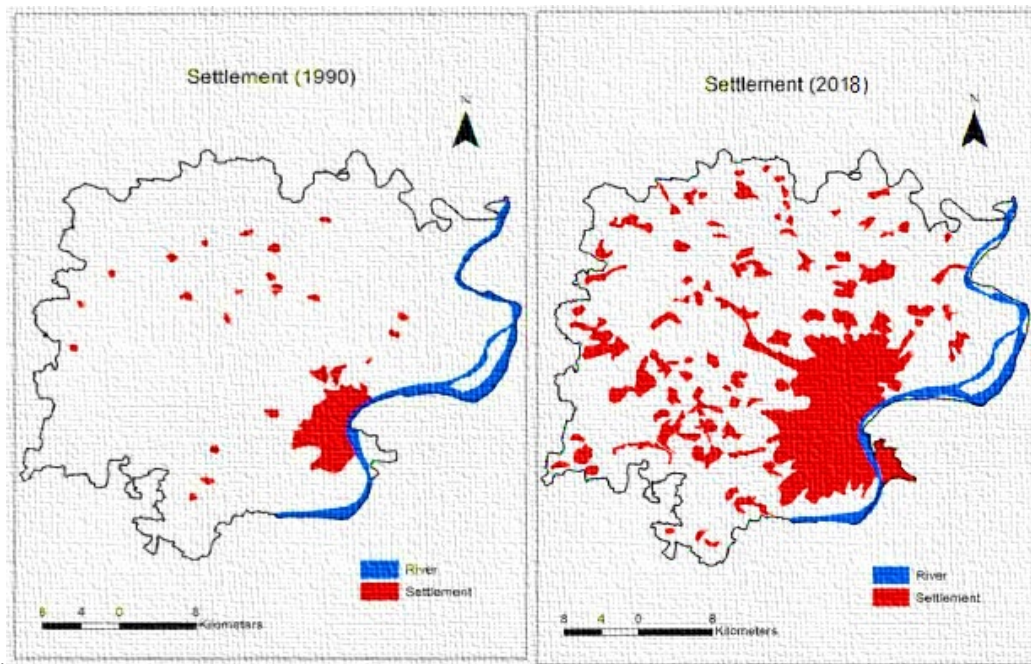 Settlement (1990)
N
River
Settlement
8 4 0 8
Kilometers
Settlement (2018)
N
River
Settlement
8 4 0 8
Kilometers